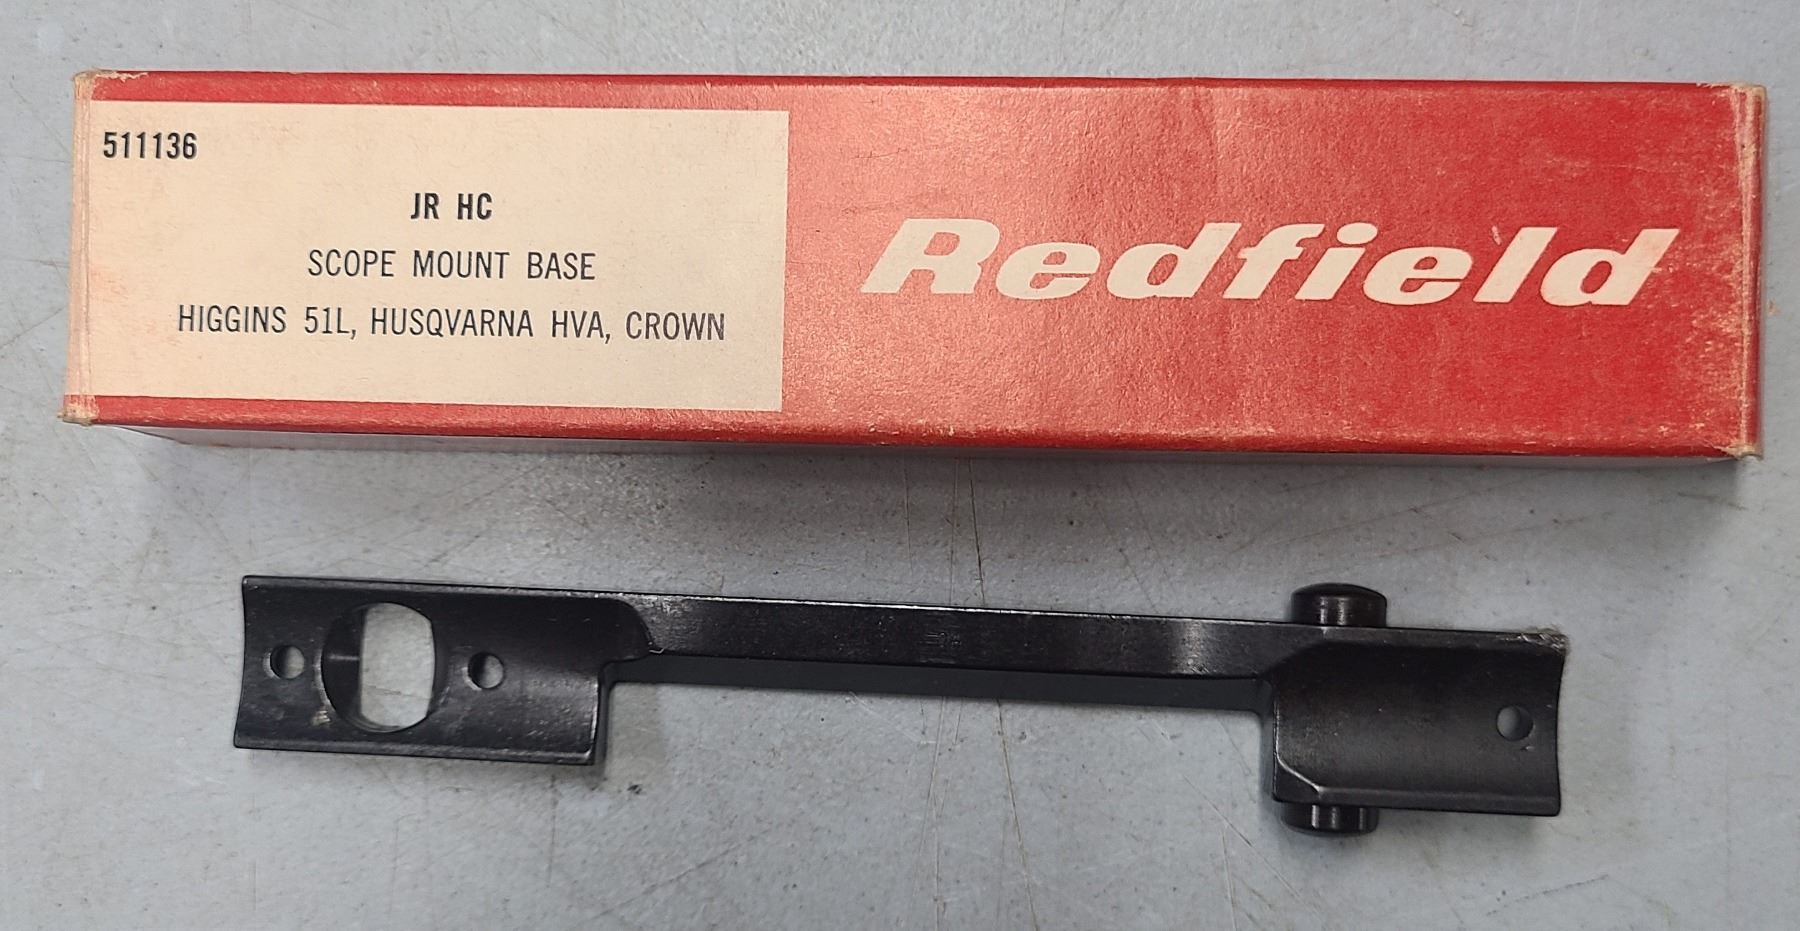 511136
JR HC
SCOPE MOUNT BASE
HIGGINS 51L, HUSQVARNA HVA, CROWN
Redfield